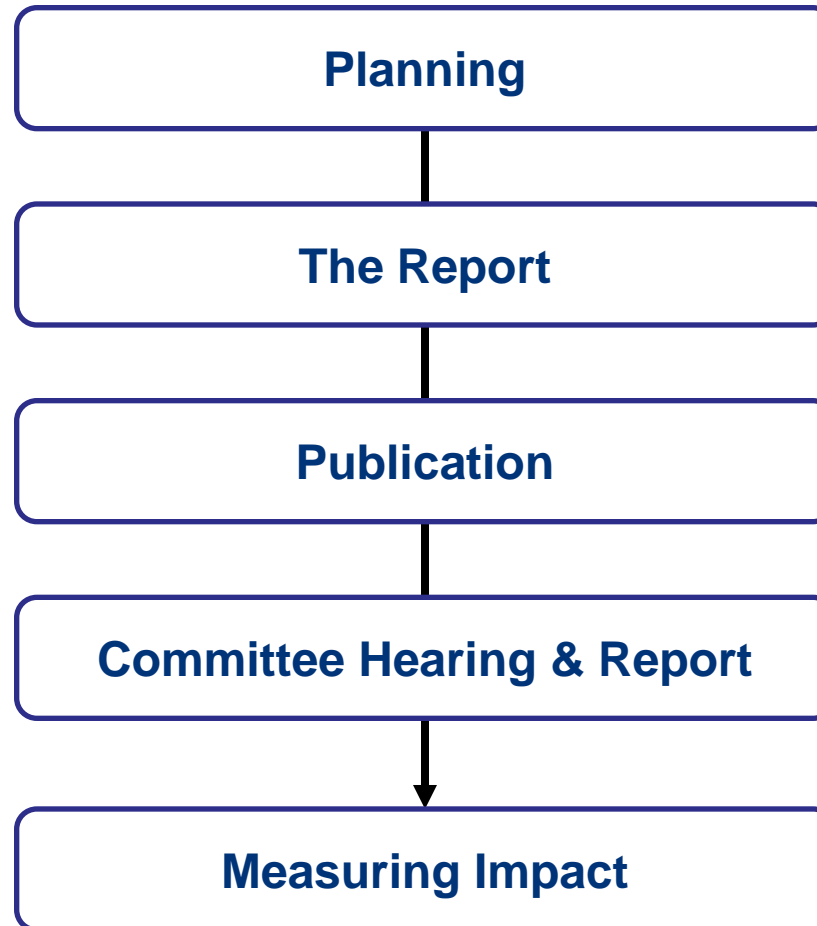 Planning
The Report
Publication
Committee Hearing & Report
Measuring Impact